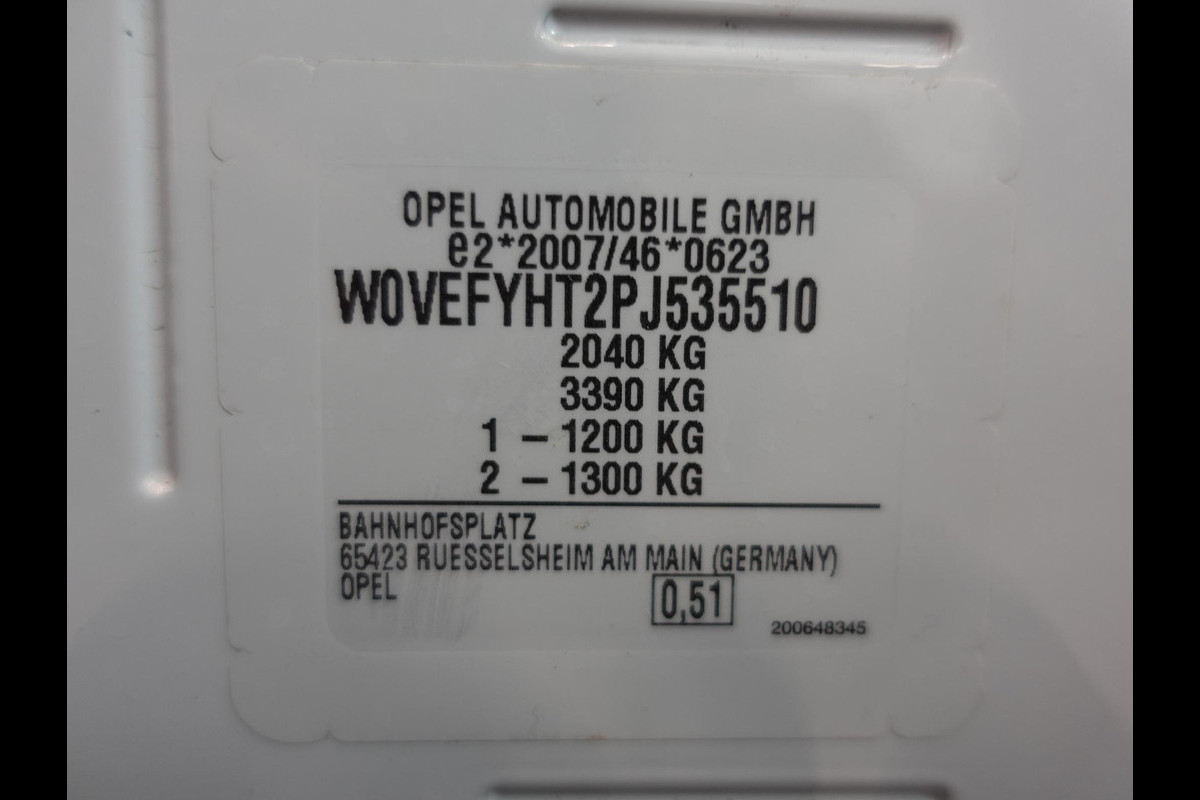 OPEL AUTOMOBILE GMBH
e2*2007/46*0623
W0VEFYHT2PJ535510
2040 KG
3390 KG
1 – 1200 KG
2 – 1300 KG
BAHNHOFSPLATZ
65423 RUESSELSHEIM AM MAIN (GERMANY)
OPEL
0,51
200648345